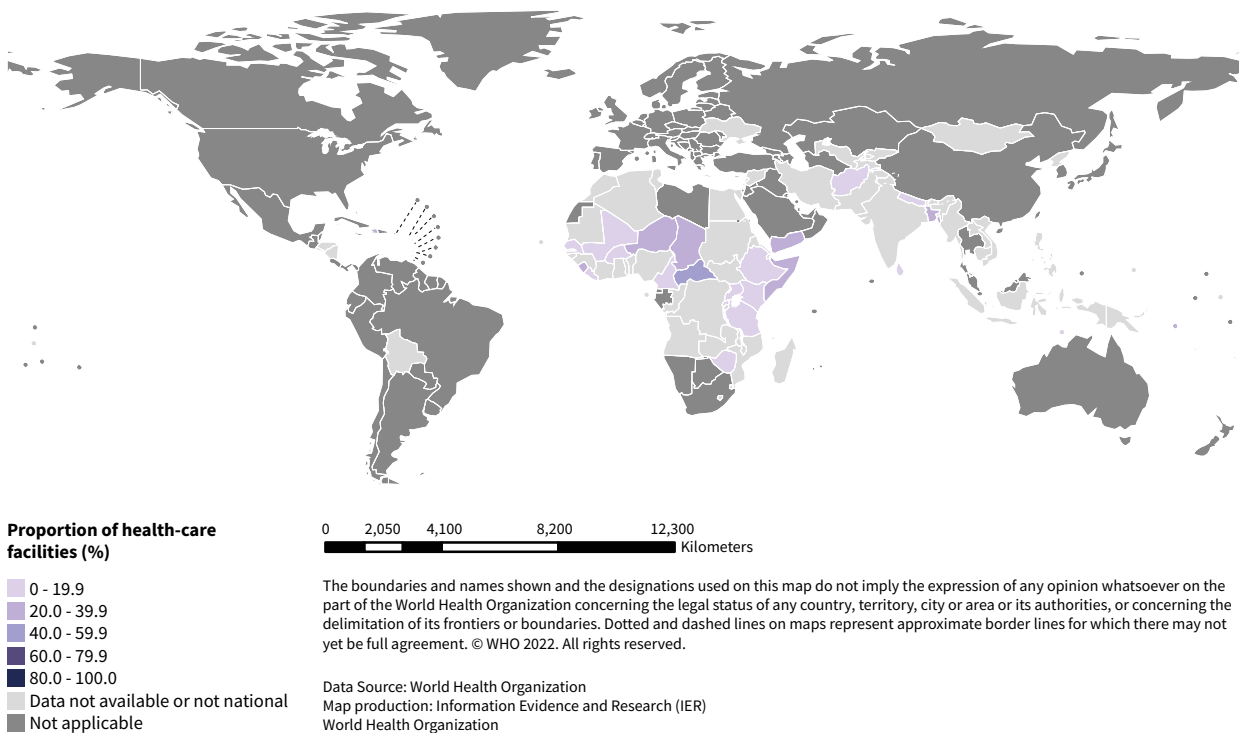 Proportion of health-care
facilities (%)
0 - 19.9
20.0 - 39.9
40.0 - 59.9
60.0 - 79.9
80.0 - 100.0
Data not available or not national
Not applicable
0 2,050 4,100 8,200 12,300
Kilometers
The boundaries and names shown and the designations used on this map do not imply the expression of any opinion whatsoever on the
part of the World Health Organization concerning the legal status of any country, territory, city or area or its authorities, or concerning the
delimitation of its frontiers or boundaries. Dotted and dashed lines on maps represent approximate border lines for which there may not
yet be full agreement. © WHO 2022. All rights reserved.
Data Source: World Health Organization
Map production: Information Evidence and Research (IER)
World Health Organization